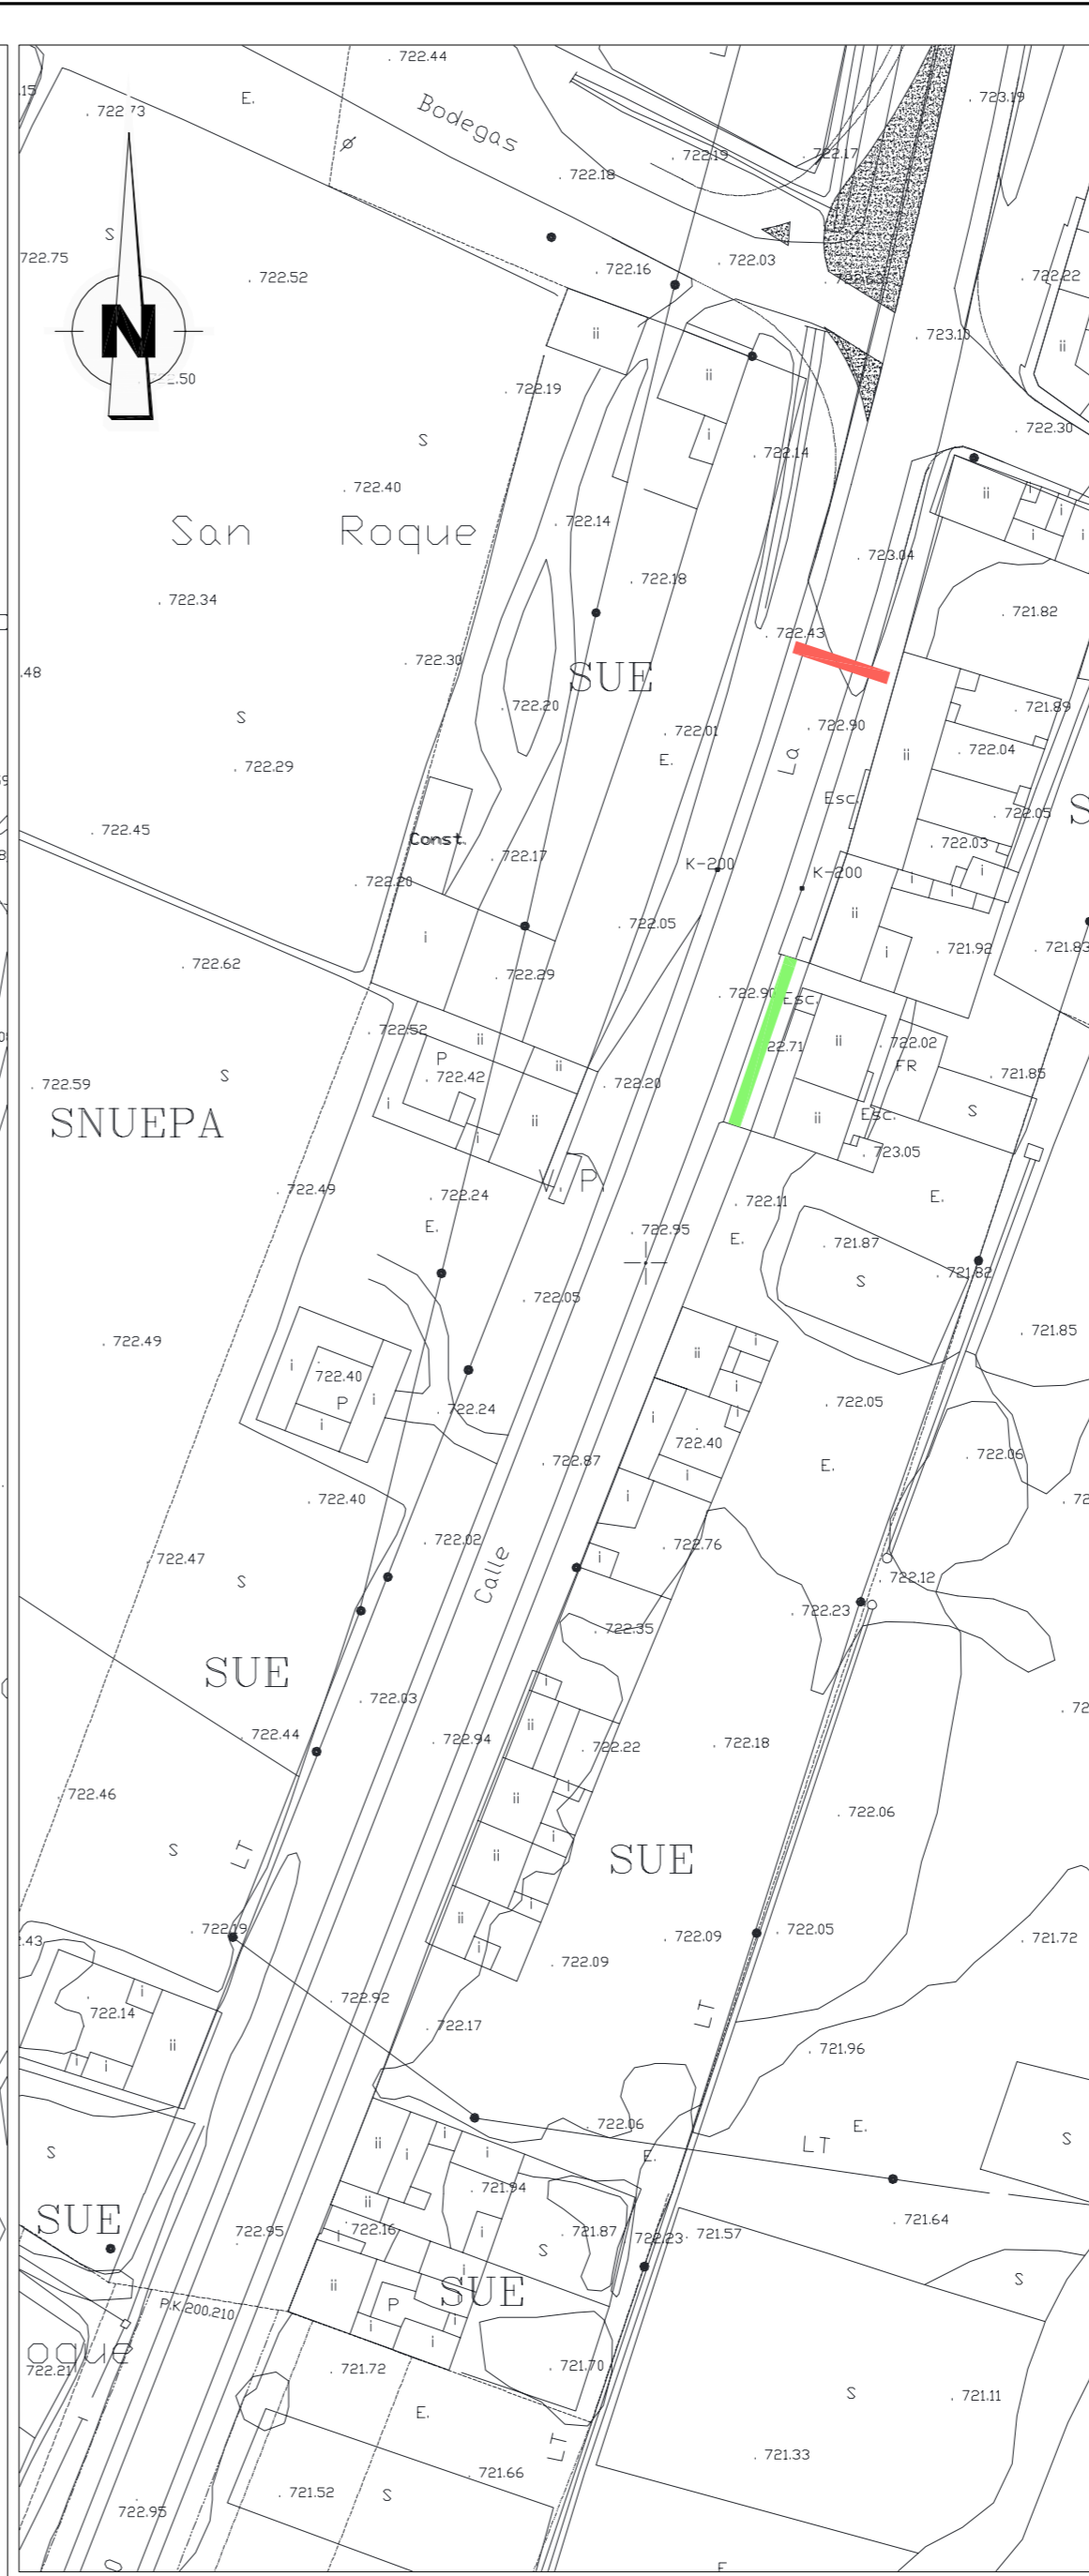 . 722.44
.15
. 722.73
E.
Bodegas
. 723.19
. 722.19
. 722.17
. 722.18
S
722.75
. 722.52
. 722.16
. 722.03
. 722.22
N
ii
. 723.10
ii
ii
. 722.19
i
. 722.14
. 722.30
S
. 722.40
ii
San Roque
. 722.14
. 723.04
. 722.18
. 722.34
. 721.82
. 722.43
. 722.30
.48
SUE
S
. 722.20
. 721.89
. 722.01
La
. 722.90
. 722.04
. 722.29
E.
ii
Esc.
. 722.05
. 722.45
Const.
. 722.17
. 722.03
K-200
K-200
. 722.20
ii
. 722.05
i
. 721.92
. 721.83
. 722.62
. 722.29
. 722.90
Esc.
. 722.52
ii
22.71
ii
. 722.02
P
FR
. 722.42
. 722.59
S
. 722.20
. 721.85
S
SNUEPA
ii
ii
Esc.
. 723.05
V. P.
. 722.49
. 722.24
. 722.11
E.
E.
. 722.95
E.
. 721.87
S
. 721.82
. 722.05
. 722.49
. 721.85
ii
722.40
P
. 722.24
. 722.05
722.40
. 722.87
E.
. 722.06
. 722.40
. 722.02
. 722.76
. 722.47
Calle
S
. 722.12
. 722.23
. 722.35
SUE
. 722.03
. 722.44
. 722.94
ii
. 722.22
. 722.18
. 722.46
ii
. 722.06
S
LT
ii
SUE
. 722.19
ii
.43
. 722.09
. 722.05
. 721.72
. 722.09
. 722.92
722.14
LT
ii
. 722.17
. 721.96
. 722.06
E.
LT
S
S
E.
ii
. 721.94
ii
SUE
. 722.16
. 721.87
722.23
. 721.57
. 721.64
722.95
S
ii
S
SUE
P.K.200,210
P
oque
722.21
. 721.72
. 721.70
S
. 721.11
E.
LT
. 721.33
. 721.66
. 721.52
S
722.95